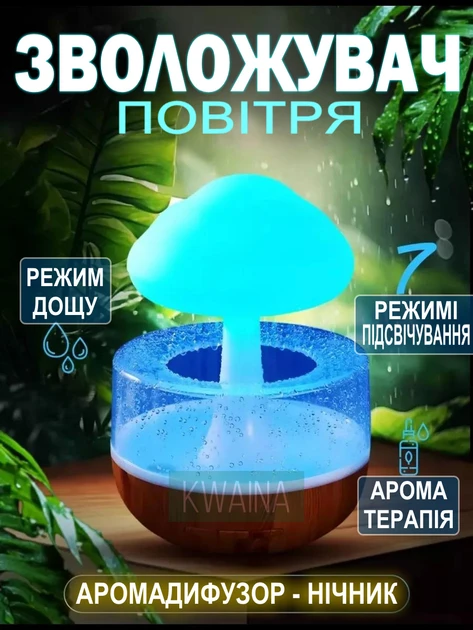 ЗВОЛОЖУВАЧ
ПОВІТРЯ
РЕЖИМ
ДОЩУ
7
РЕЖИМІ
ПІДСВІЧУВАННЯ
KWAINA
АРОМА
ТЕРАПІЯ
АРОМАДИФУЗОР - НІЧНИК